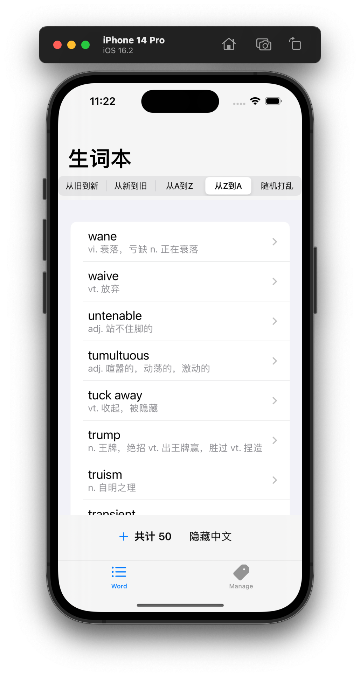 iPhone 14 Pro
iOS 16.2
11:22
生词本
从旧到新 从新到旧 从A到Z 从Z到A 随机打乱
wane
vi. 衰落，亏缺 n. 正在衰落
waive
vt. 放弃
untenable
adj. 站不住脚的
tumultuous
adj. 喧嚣的，动荡的，激动的
tuck away
vt. 收起，被隐藏
trump
n. 王牌，绝招 vt. 出王牌赢，胜过 vt. 捏造
truism
n. 自明之理
transient
+ 共计 50 隐藏中文
Word Manage